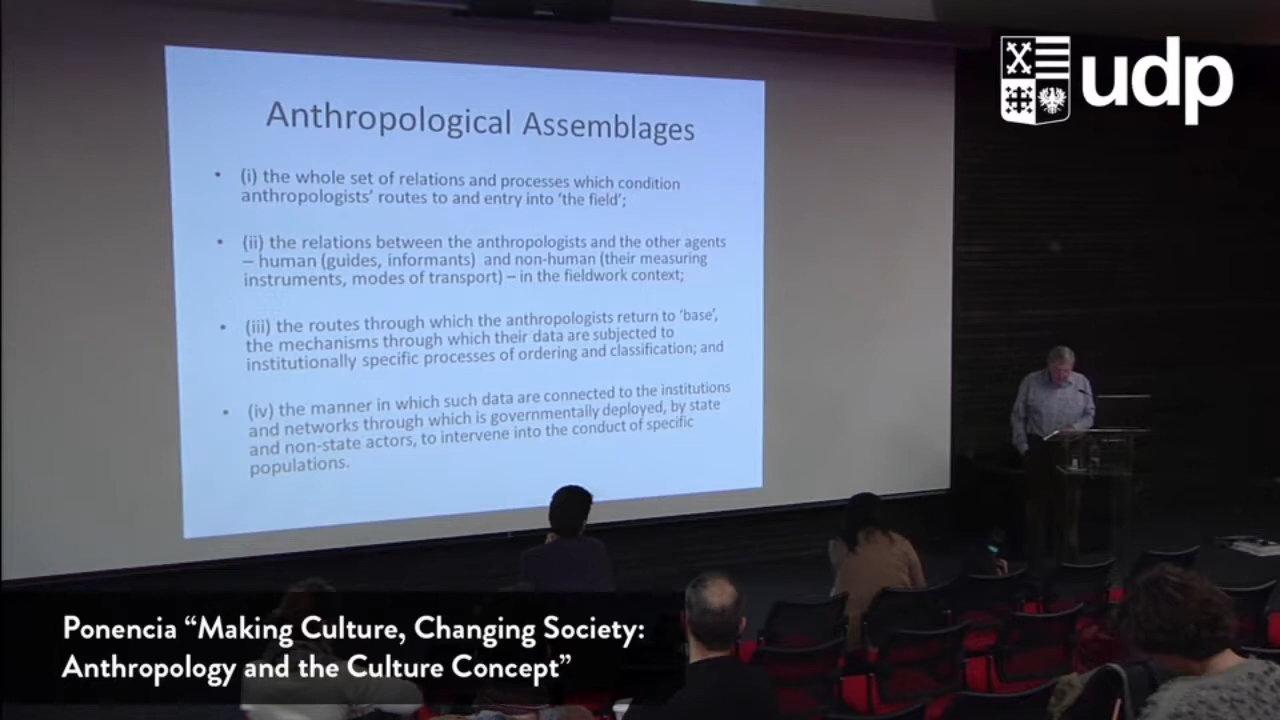 udp
Anthropological Assemblages
• (i) the whole set of relations and processes which condition
anthropologists' routes to and entry into 'the field';
• (ii) the relations between the anthropologists and the other agents
– human (guides, informants) and non-human (their measuring
instruments, modes of transport) – in the fieldwork context;
• (iii) the routes through which the anthropologists return to 'base',
the mechanisms through which their data are subjected to
institutionally specific processes of ordering and classification; and
• (iv) the manner in which such data are connected to the institutions
and networks through which is governmentally deployed, by state
and non-state actors, to intervene into the conduct of specific
populations.
Ponencia “Making Culture, Changing Society:
Anthropology and the Culture Concept”